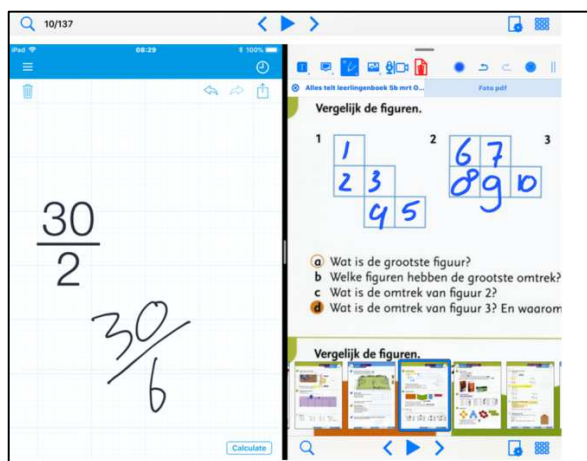 10/137
iPad 08:29 100%
30
2
30
6
Calculate
Alles telt leerlingenboek 5b mrt O... Foto pdf
Vergelijk de figuren.
1 2 3
1 6 7
2 3 8 9 10
4 5
a Wat is de grootste figuur?
b Welke figuren hebben de grootste omtrek?
c Wat is de omtrek van figuur 2?
d Wat is de omtrek van figuur 3? En waarom
Vergelijk de figuren.